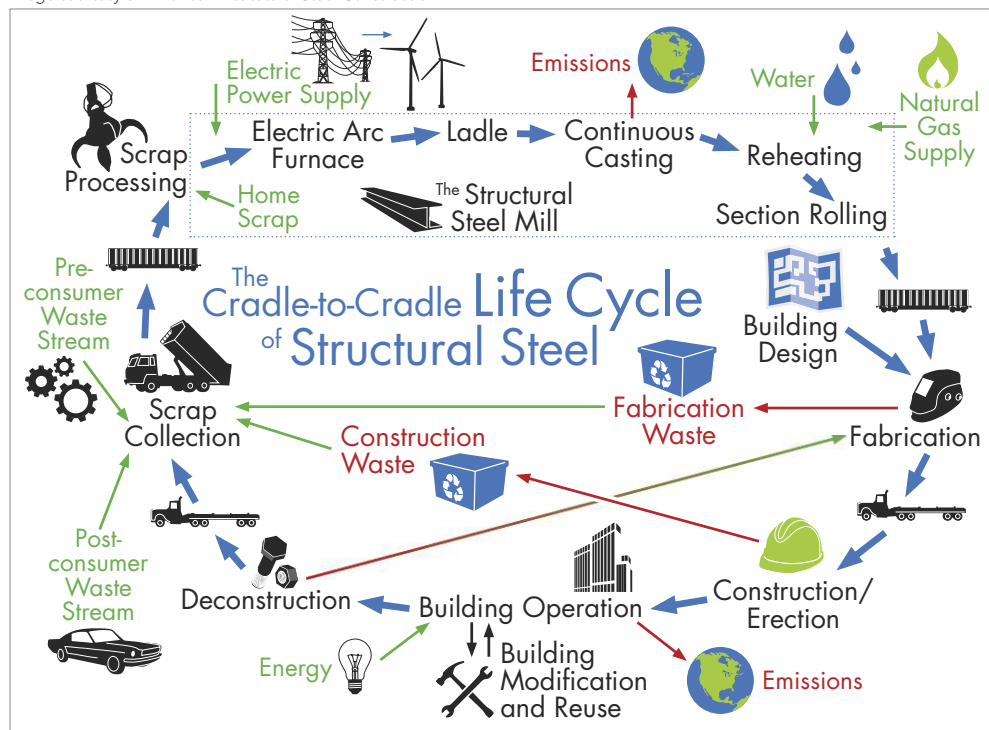 Emissions
Electric
Power Supply
Water
Natural
Gas
Supply
Scrap
Processing
Electric Arc
Furnace
Ladle
Continuous
Casting
Reheating
Home
Scrap
The Structural
Steel Mill
Section Rolling
Pre-
consumer
Waste
Stream
The
Cradle-to-Cradle Life Cycle
of Structural Steel
Building
Design
Scrap
Collection
Fabrication
Waste
Fabrication
Construction
Waste
Post-
consumer
Waste
Stream
Deconstruction
Building Operation
Construction/
Erection
Energy
Building
Modification
and Reuse
Emissions